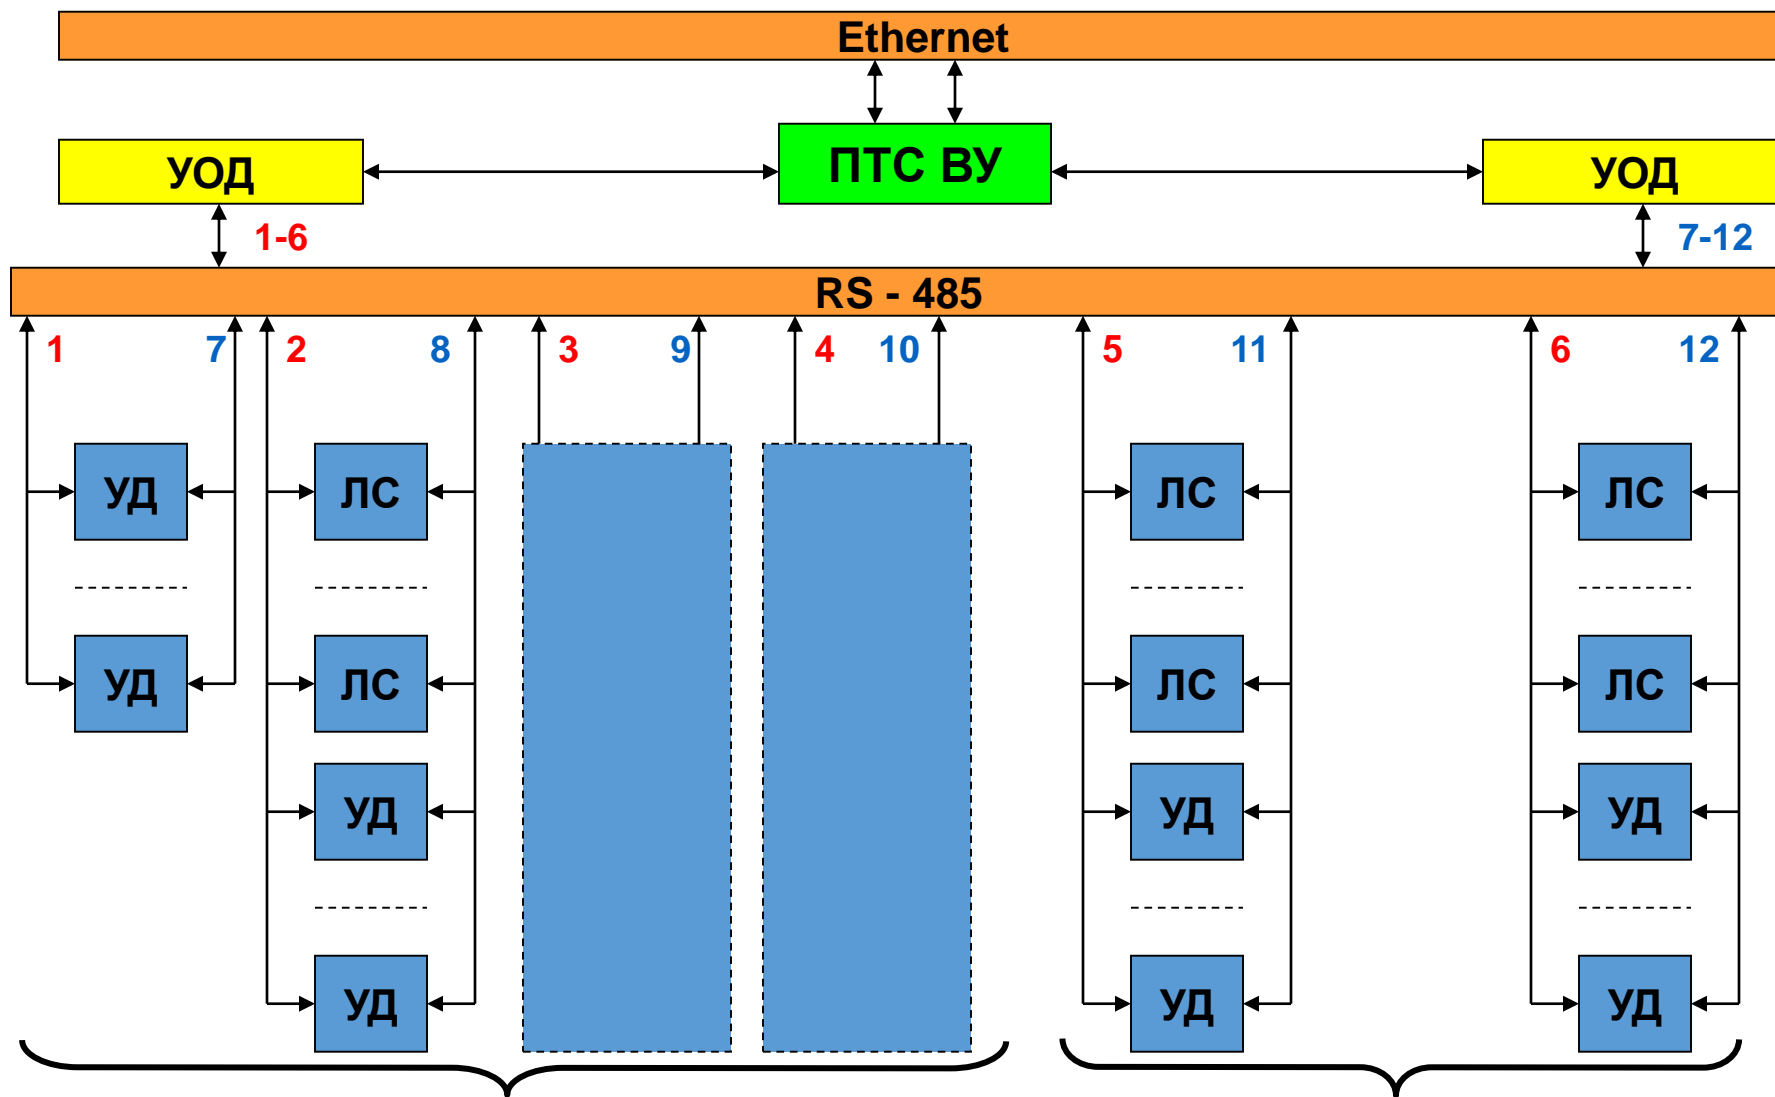 Ethernet
ПТС ВУ
УОД
УОД
1-6
7-12
RS - 485
1 7 2 8 3 9 4 10 5 11 6 12
УД ЛС ЛС ЛС
УД ЛС ЛС ЛС
УД УД УД
УД УД УД